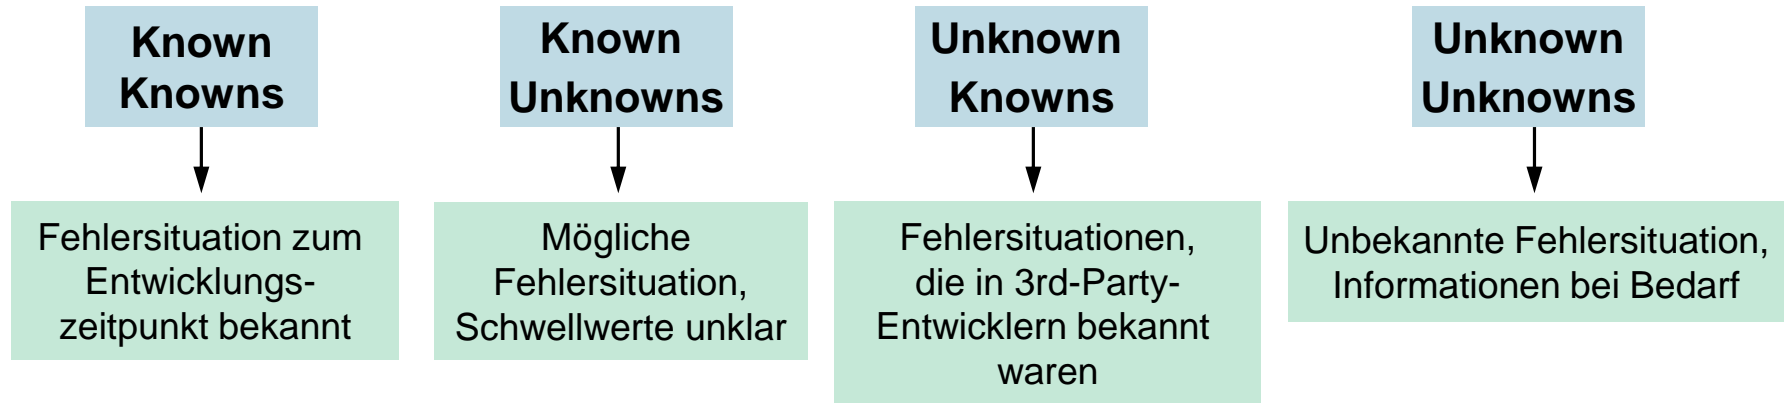 Known
Knowns
Known
Unknowns
Unknown
Knowns
Unknown
Unknowns
Fehlersituation zum
Entwicklungs-
zeitpunkt bekannt
Mögliche
Fehlersituation,
Schwellwerte unklar
Fehlersituationen,
die in 3rd-Party-
Entwicklern bekannt
waren
Unbekannte Fehlersituation,
Informationen bei Bedarf